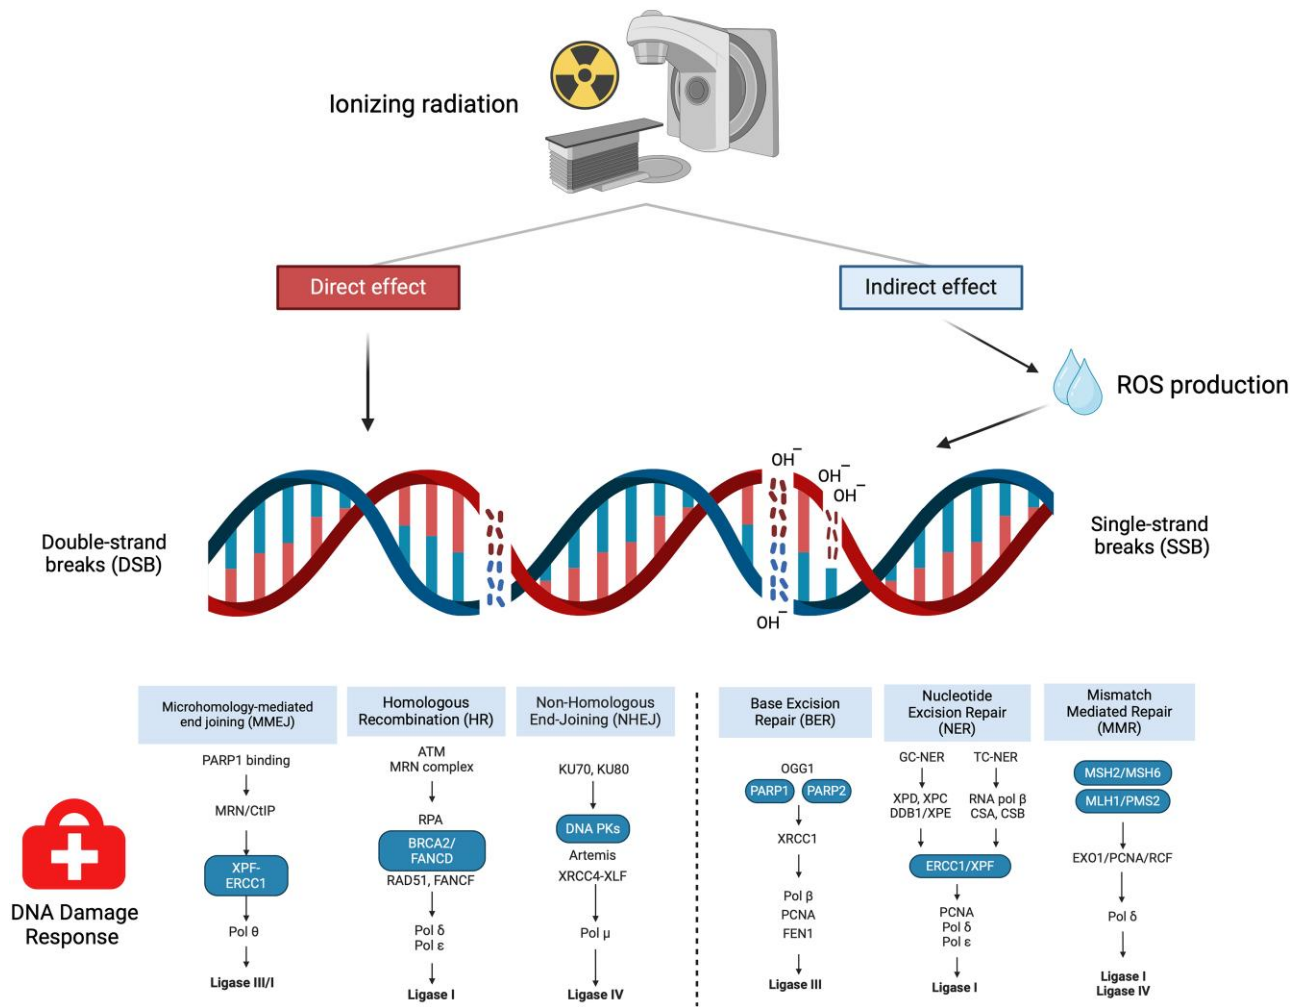 Ionizing radiation
Direct effect
Indirect effect
ROS production
OH⁻
OH⁻
OH⁻
Double-strand
breaks (DSB)
Single-strand
breaks (SSB)
OH⁻
Microhomology-mediated
end joining (MMEJ)
PARP1 binding
MRN/CtIP
XPF-
ERCC1
Pol θ
Ligase III/I
Homologous
Recombination (HR)
ATM
MRN complex
RPA
BRCA2/
FANCD
RAD51, FANCF
Pol δ
Pol ε
Ligase I
Non-Homologous
End-Joining (NHEJ)
KU70, KU80
DNA PKs
Artemis
XRCC4-XLF
Pol μ
Ligase IV
Base Excision
Repair (BER)
OGG1
PARP1
PARP2
XRCC1
Pol β
PCNA
FEN1
Ligase III
Nucleotide
Excision Repair
(NER)
GC-NER
TC-NER
XPD, XPC
DDB1/XPE
RNA pol β
CSA, CSB
ERCC1/XPF
PCNA
Pol δ
Pol ε
Ligase I
Mismatch
Mediated Repair
(MMR)
MSH2/MSH6
MLH1/PMS2
EXO1/PCNA/RCF
Pol δ
Ligase I
Ligase IV
DNA Damage
Response